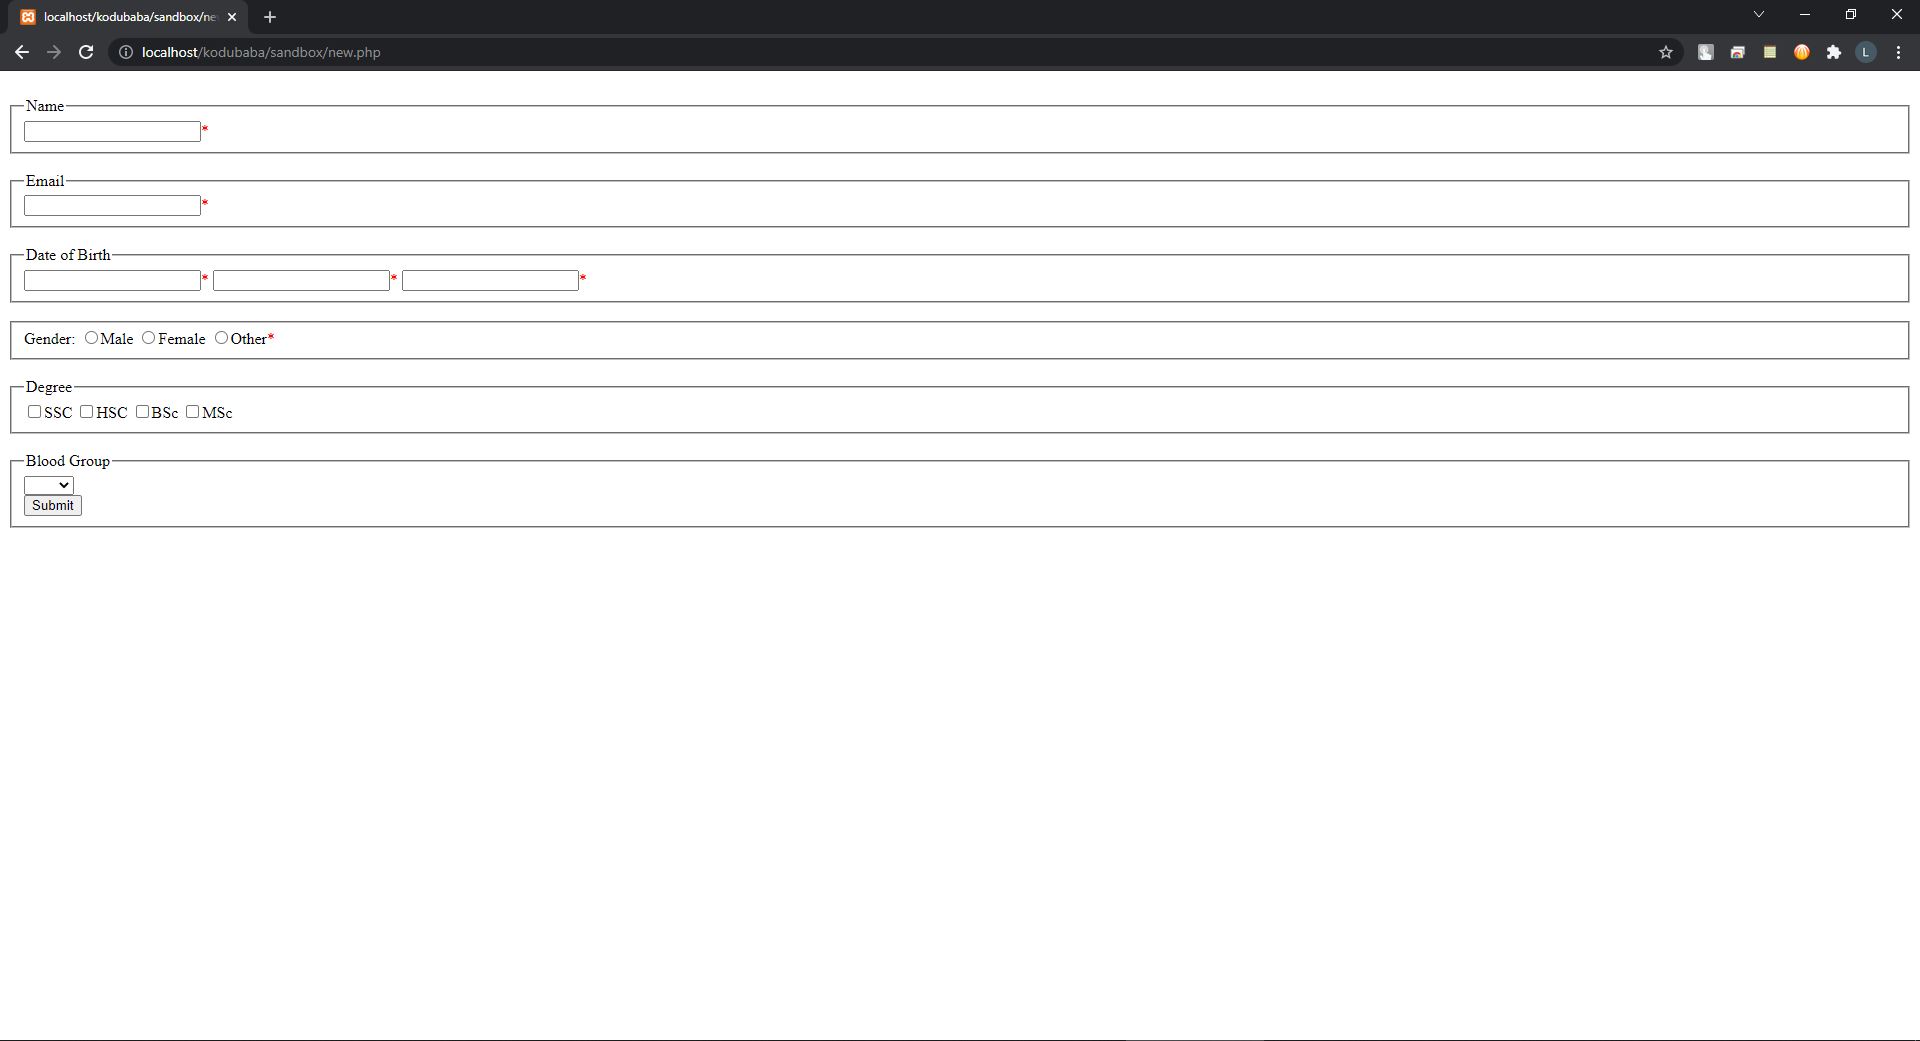 localhost/kodubaba/sandbox/ne
localhost/kodubaba/sandbox/new.php
L
Name
*
Email
*
Date of Birth
* * *
Gender: Male Female Other*
Degree
SSC HSC BSc MSc
Blood Group
Submit